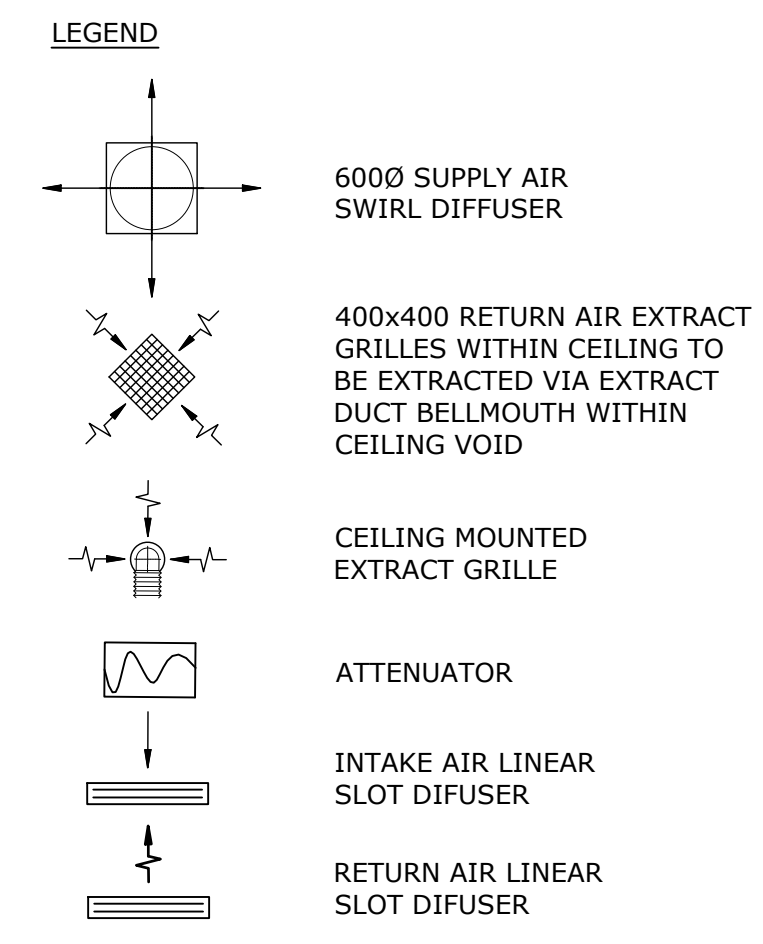 LEGEND
600Ø SUPPLY AIR
SWIRL DIFFUSER
400x400 RETURN AIR EXTRACT
GRILLES WITHIN CEILING TO
BE EXTRACTED VIA EXTRACT
DUCT BELLMOUTH WITHIN
CEILING VOID
CEILING MOUNTED
EXTRACT GRILLE
ATTENUATOR
INTAKE AIR LINEAR
SLOT DIFUSER
RETURN AIR LINEAR
SLOT DIFUSER